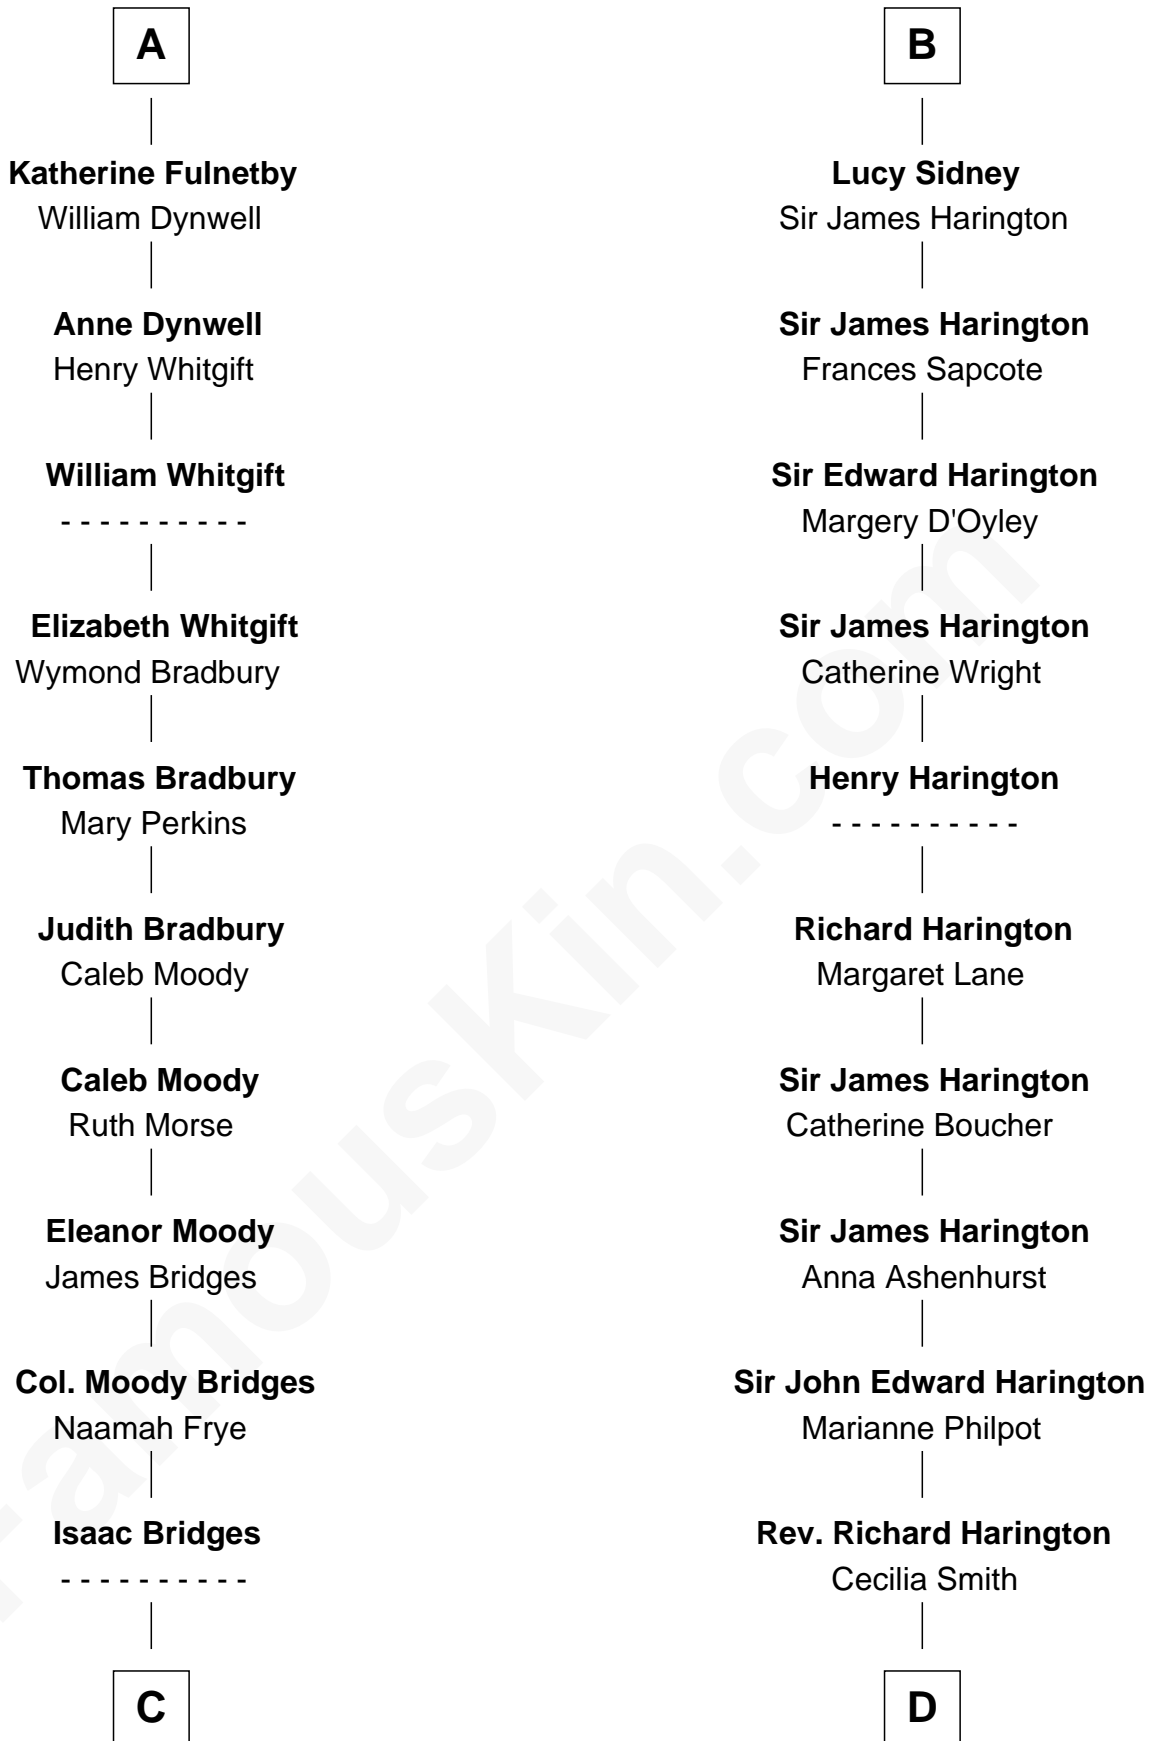 A
Katherine Fulnetby
William Dynwell
Anne Dynwell
Henry Whitgift
William Whitgift
- - - - - - - - - -
Elizabeth Whitgift
Wymond Bradbury
Thomas Bradbury
Mary Perkins
Judith Bradbury
Caleb Moody
Caleb Moody
Ruth Morse
Eleanor Moody
James Bridges
Col. Moody Bridges
Naamah Frye
Isaac Bridges
- - - - - - - - - -
C
B
Lucy Sidney
Sir James Harington
Sir James Harington
Frances Sapcote
Sir Edward Harington
Margery D'Oyley
Sir James Harington
Catherine Wright
Henry Harington
- - - - - - - - - -
Richard Harington
Margaret Lane
Sir James Harington
Catherine Boucher
Sir James Harington
Anna Ashenhurst
Sir John Edward Harington
Marianne Philpot
Rev. Richard Harington
Cecilia Smith
D
FamousKin.com